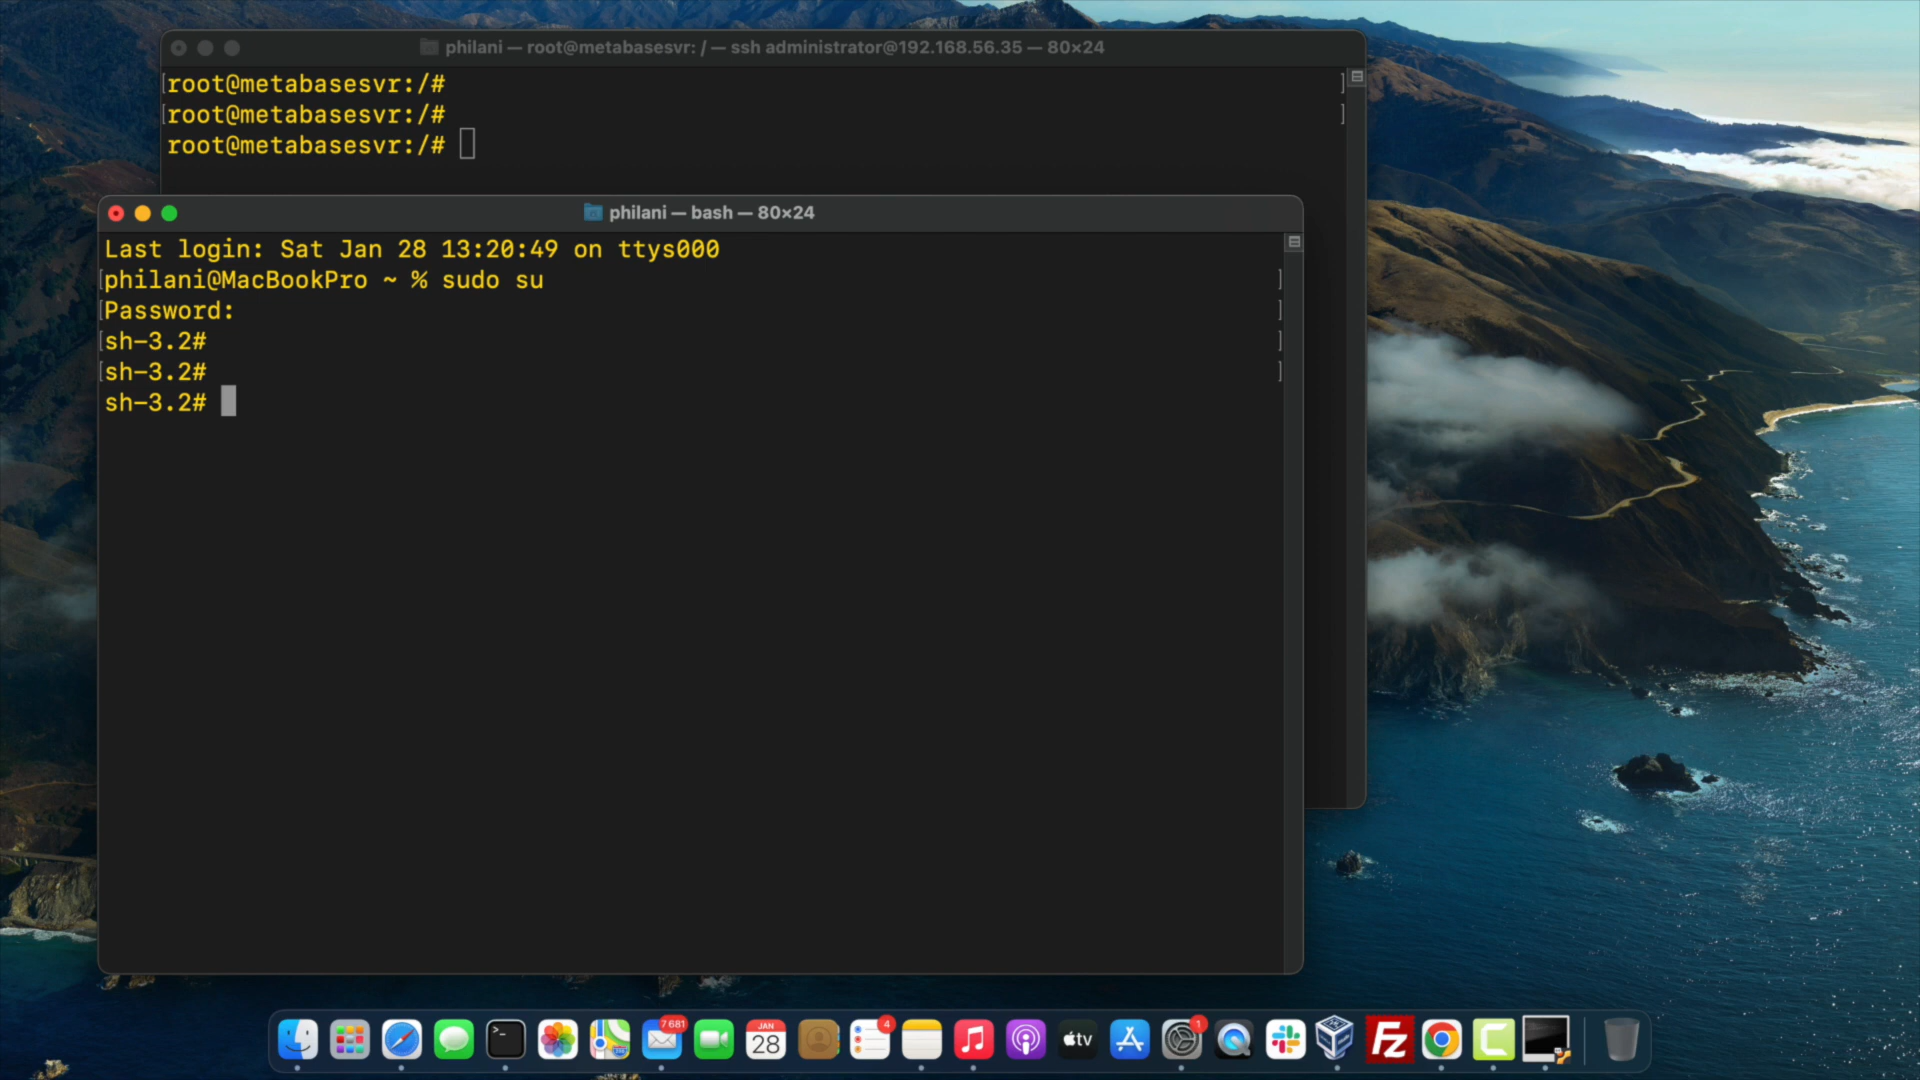 philani — root@metabasesvr: / — ssh administrator@192.168.56.35 — 80×24
root@metabasesvr:/#
root@metabasesvr:/#
root@metabasesvr:/#
philani — bash — 80×24
Last login: Sat Jan 28 13:20:49 on ttys000
philani@MacBookPro ~ % sudo su
Password:
sh-3.2#
sh-3.2#
sh-3.2#
7 681
JAN
28
4
tv
1
FZ
C